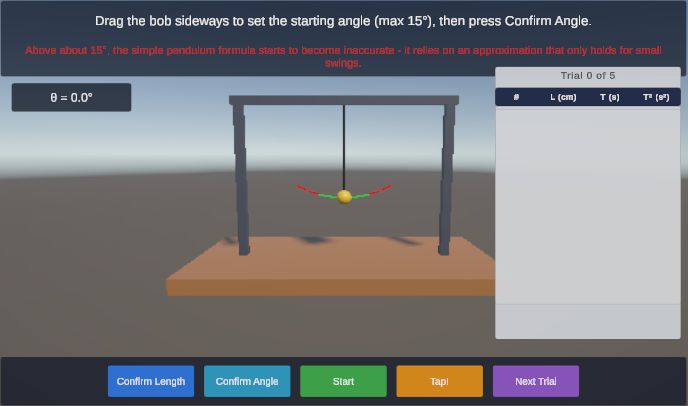 Drag the bob sideways to set the starting angle (max 15°), then press Confirm Angle.
Above about 15°, the simple pendulum formula starts to become inaccurate - it relies on an approximation that only holds for small
swings.
θ = 0.0°
Trial 0 of 5
# L (cm) T (s) T² (s²)
Confirm Length Confirm Angle Start Tap! Next Trial